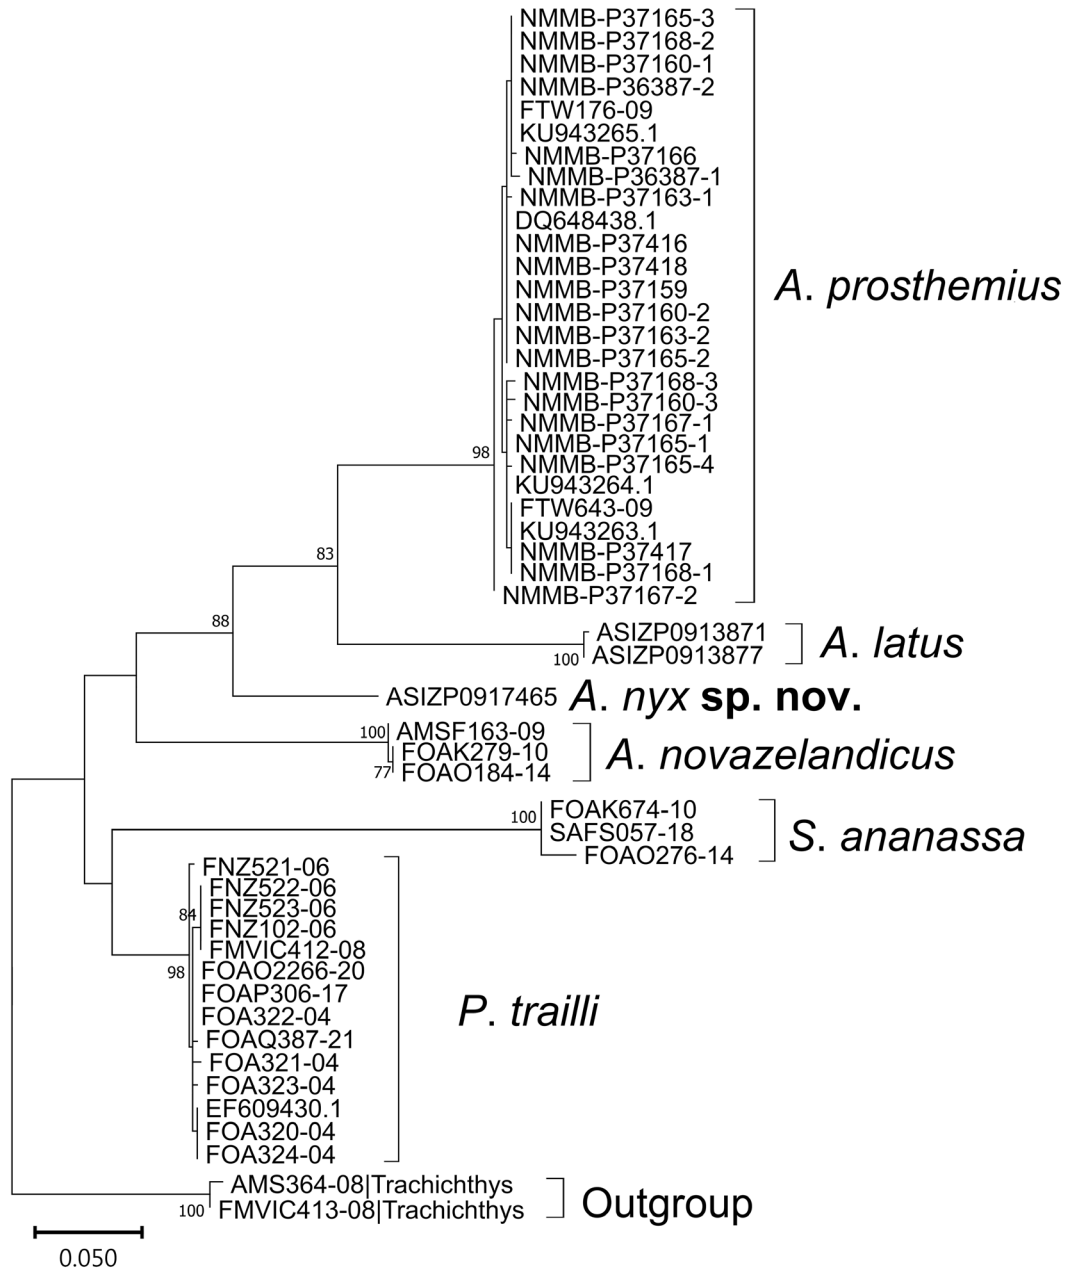 NMMB-P37165-3
NMMB-P37168-2
NMMB-P37160-1
NMMB-P36387-2
FTW176-09
KU943265.1
NMMB-P37166
NMMB-P36387-1
NMMB-P37163-1
DQ648438.1
NMMB-P37416
NMMB-P37418
NMMB-P37159
NMMB-P37160-2
NMMB-P37163-2
NMMB-P37165-2
NMMB-P37168-3
NMMB-P37160-3
NMMB-P37167-1
NMMB-P37165-1
NMMB-P37165-4
KU943264.1
FTW643-09
KU943263.1
NMMB-P37417
NMMB-P37168-1
NMMB-P37167-2
A. prosthemius
98
83
88
ASIZP0913871
ASIZP0913877
100
A. latus
ASIZP0917465 A. nyx sp. nov.
100
AMSF163-09
FOAK279-10
77
FOAO184-14
A. novazelandicus
100
FOAK674-10
SAFS057-18
FOAO276-14
S. ananassa
FNZ521-06
FNZ522-06
84
FNZ523-06
FNZ102-06
FMVIC412-08
98
FOAO2266-20
FOAP306-17
FOA322-04
FOAQ387-21
FOA321-04
FOA323-04
EF609430.1
FOA320-04
FOA324-04
P. trailli
AMS364-08|Trachichthys
100
FMVIC413-08|Trachichthys
Outgroup
0.050